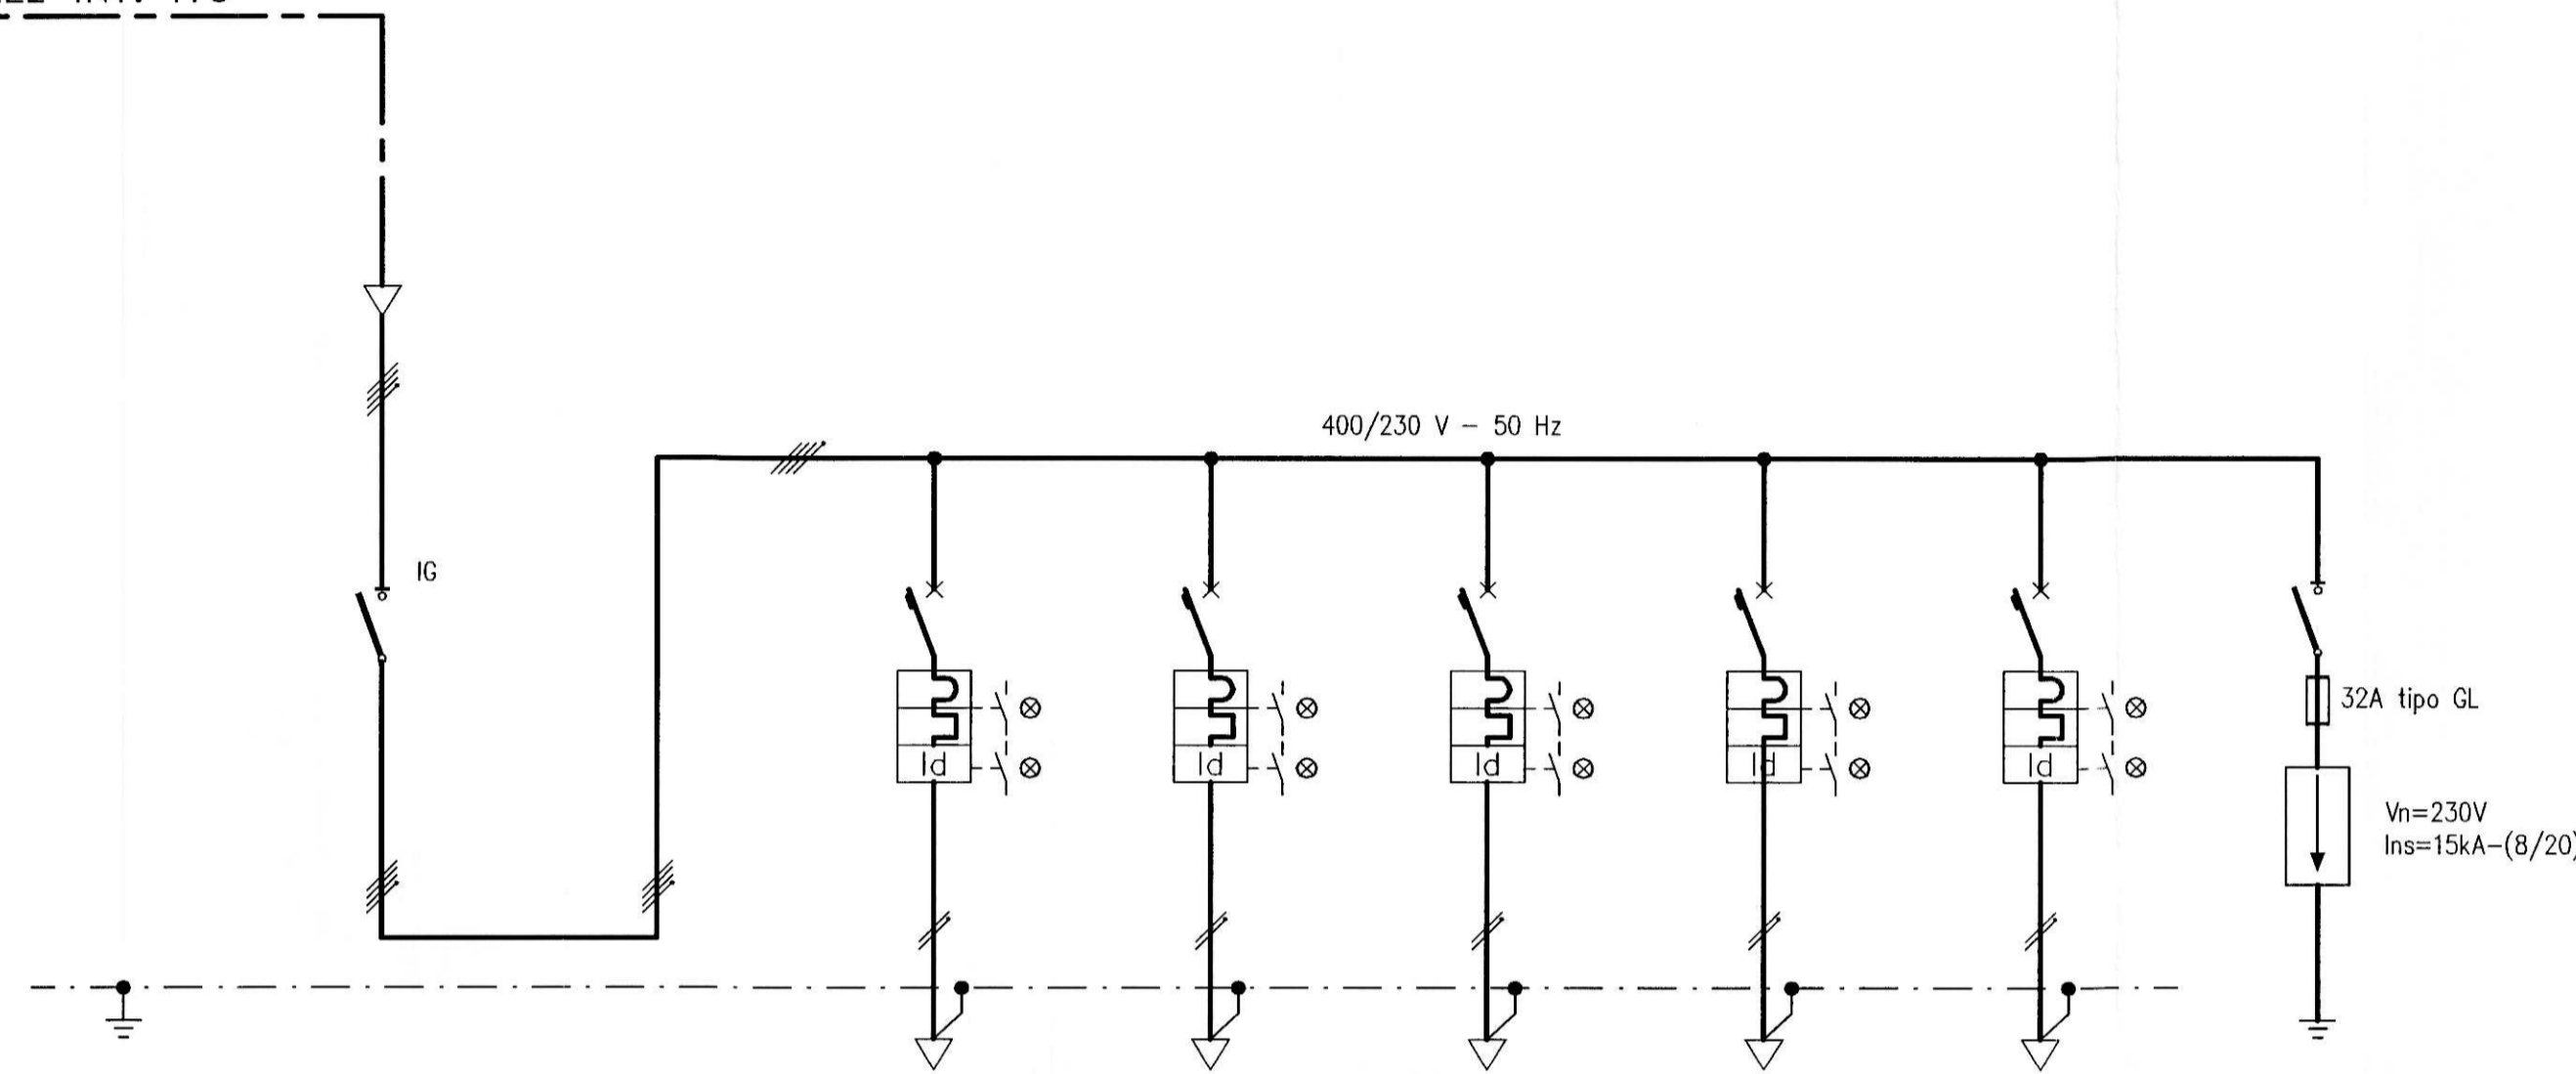 400/230 V - 50 Hz
IG
32A tipo GL
Id
Id
Id
Id
Id
Vn=230V
Ins=15kA-(8/20)